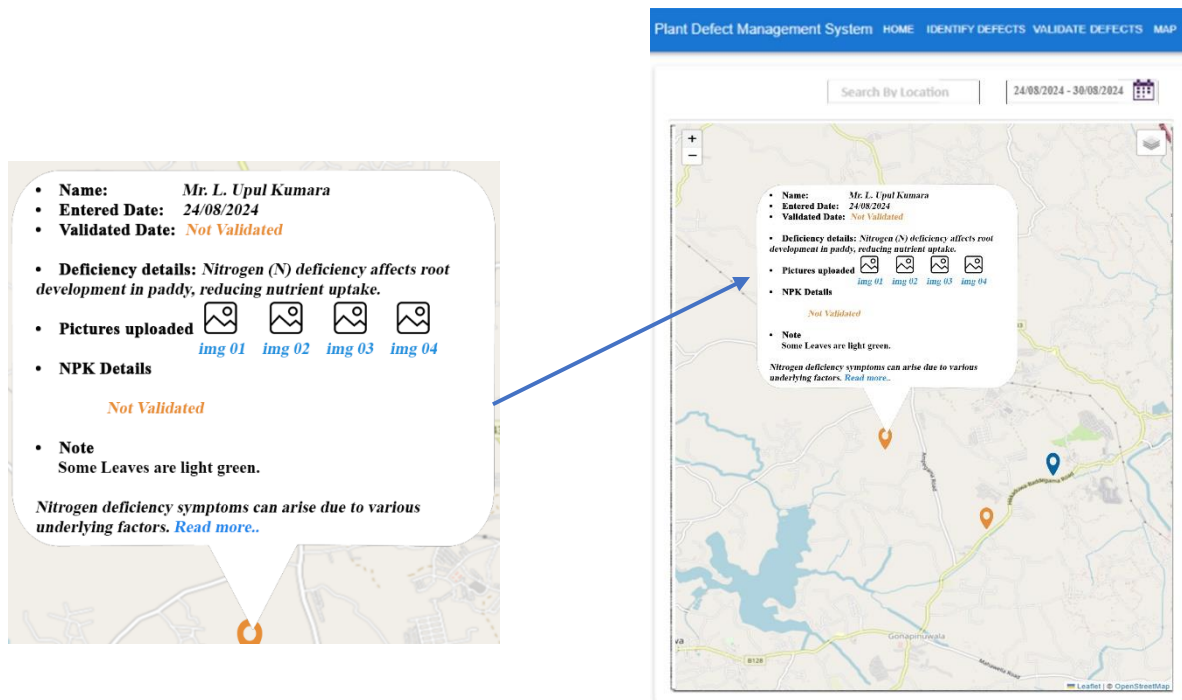 • Name: Mr. L. Upul Kumara
• Entered Date: 24/08/2024
• Validated Date: Not Validated
• Deficiency details: Nitrogen (N) deficiency affects root
development in paddy, reducing nutrient uptake.
• Pictures uploaded
img 01 img 02 img 03 img 04
• NPK Details
Not Validated
• Note
Some Leaves are light green.
Nitrogen deficiency symptoms can arise due to various
underlying factors. Read more..
Plant Defect Management System HOME IDENTIFY DEFECTS VALIDATE DEFECTS MAP
Search By Location
24/08/2024 - 30/08/2024
+
−
• Name: Mr. L. Upul Kumara
• Entered Date: 24/08/2024
• Validated Date: Not Validated
• Deficiency details: Nitrogen (N) deficiency affects root
development in paddy, reducing nutrient uptake.
• Pictures uploaded
img 01 img 02 img 03 img 04
• NPK Details
Not Validated
• Note
Some Leaves are light green.
Nitrogen deficiency symptoms can arise due to various
underlying factors. Read more..
Road
Road
Gonapinuwala
va
B128
Road
Leaflet | © OpenStreetMap